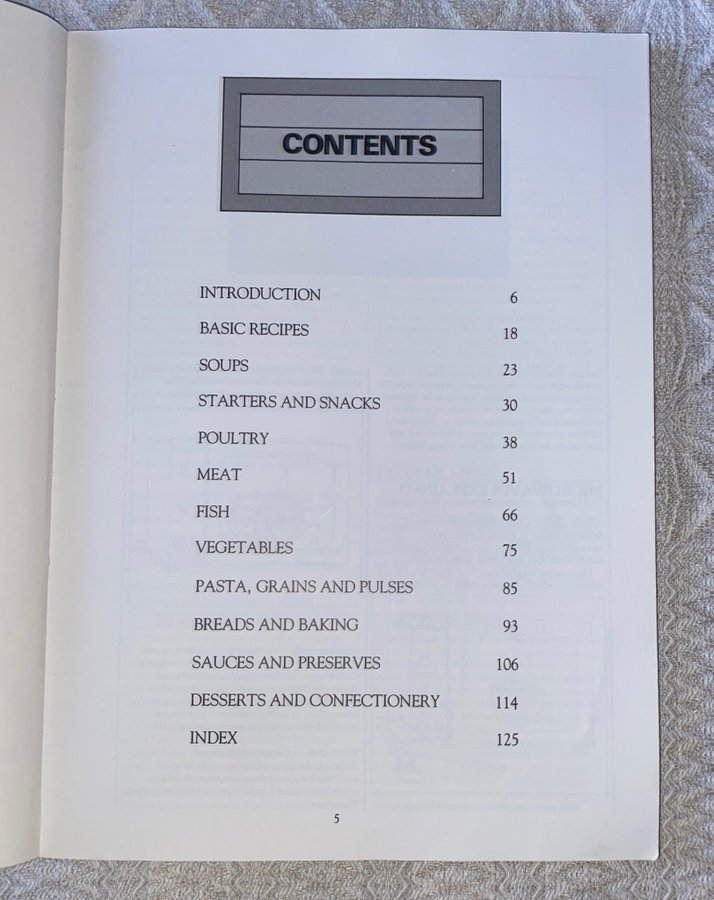 CONTENTS
INTRODUCTION 6
BASIC RECIPES 18
SOUPS 23
STARTERS AND SNACKS 30
POULTRY 38
MEAT 51
FISH 66
VEGETABLES 75
PASTA, GRAINS AND PULSES 85
BREADS AND BAKING 93
SAUCES AND PRESERVES 106
DESSERTS AND CONFECTIONERY 114
INDEX 125
5